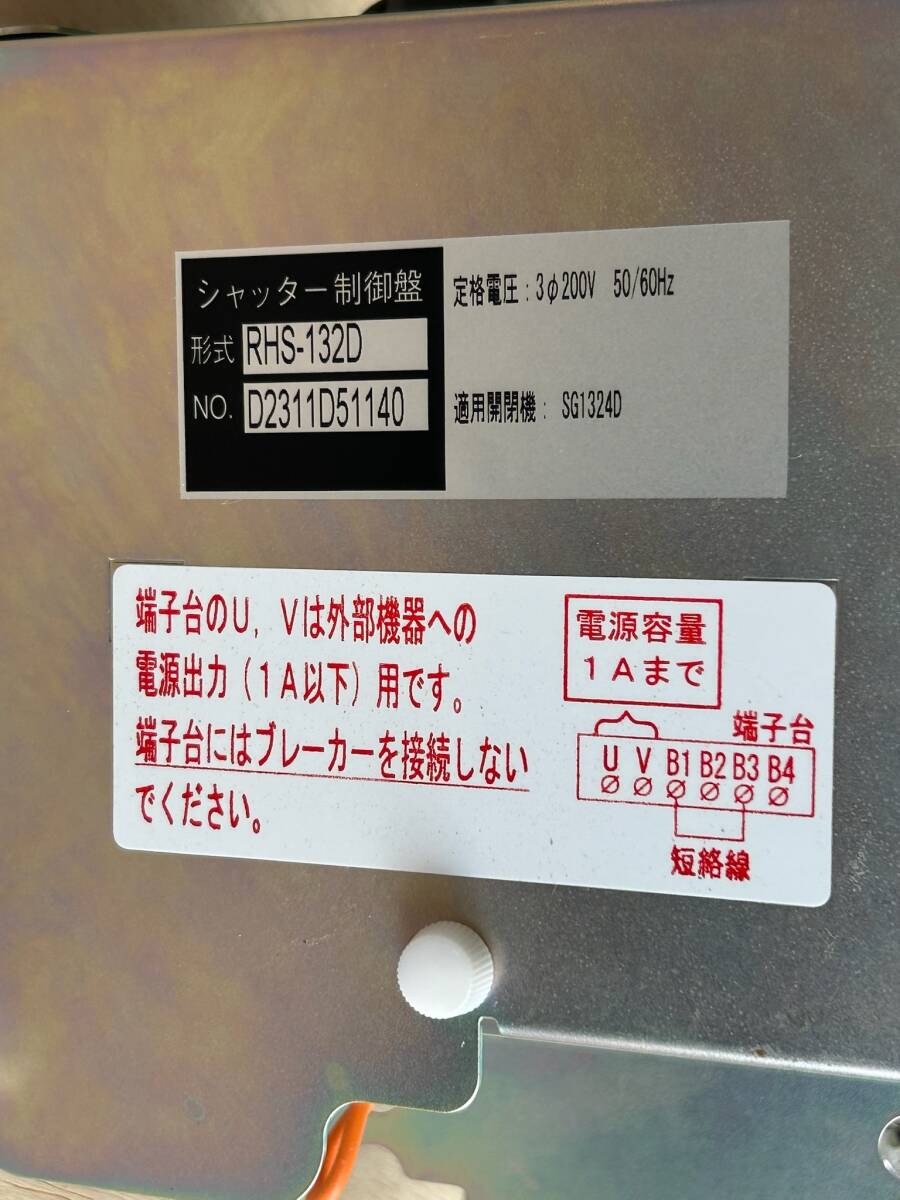 シャッター制御盤
形式 RHS-132D
NO. D2311D51140
定格電圧：3φ200V 50/60Hz
適用開閉機： SG1324D
端子台のU，Vは外部機器への
電源出力（1A以下）用です。
端子台にはブレーカーを接続しない
でください。
電源容量
1Aまで
端子台
U V B1 B2 B3 B4
短絡線